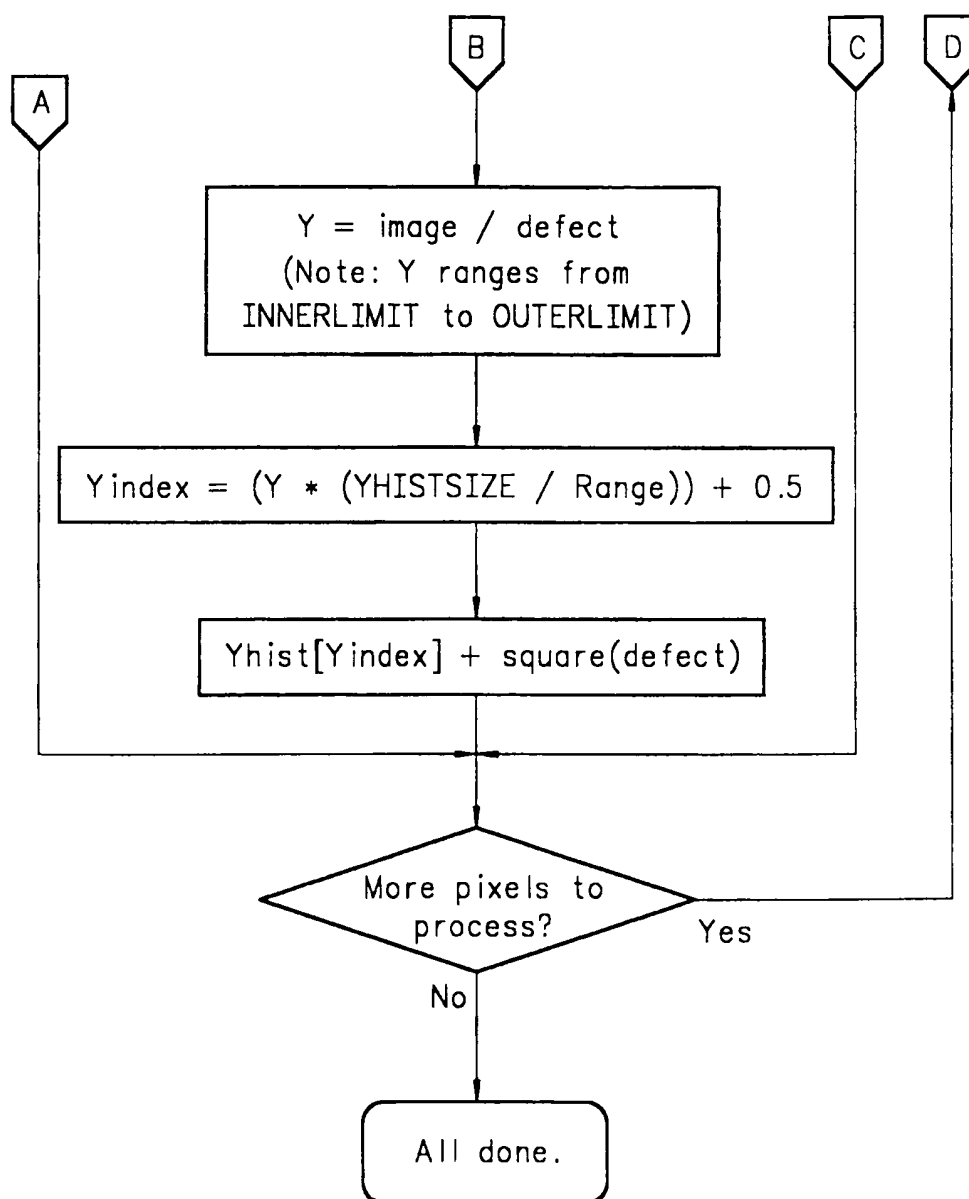 B
C
D
A
Y = image / defect
(Note: Y ranges from
INNERLIMIT to OUTERLIMIT)
Yindex = (Y * (YHISTSIZE / Range)) + 0.5
Yhist[Yindex] + square(defect)
More pixels to
process?
Yes
No
All done.